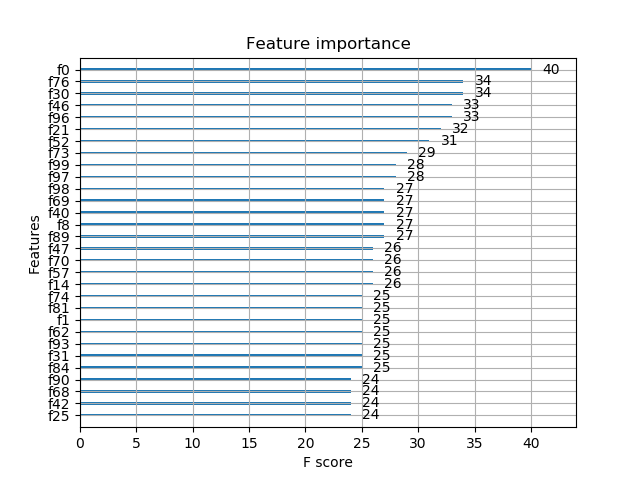 Feature importance
Features
f0 40
f76 34
f30 34
f46 33
f96 33
f21 32
f52 31
f73 29
f99 28
f97 28
f98 27
f69 27
f40 27
f8 27
f89 27
f47 26
f70 26
f57 26
f14 26
f74 25
f81 25
f1 25
f62 25
f93 25
f31 25
f84 25
f90 24
f68 24
f42 24
f25 24
0 5 10 15 20 25 30 35 40
F score